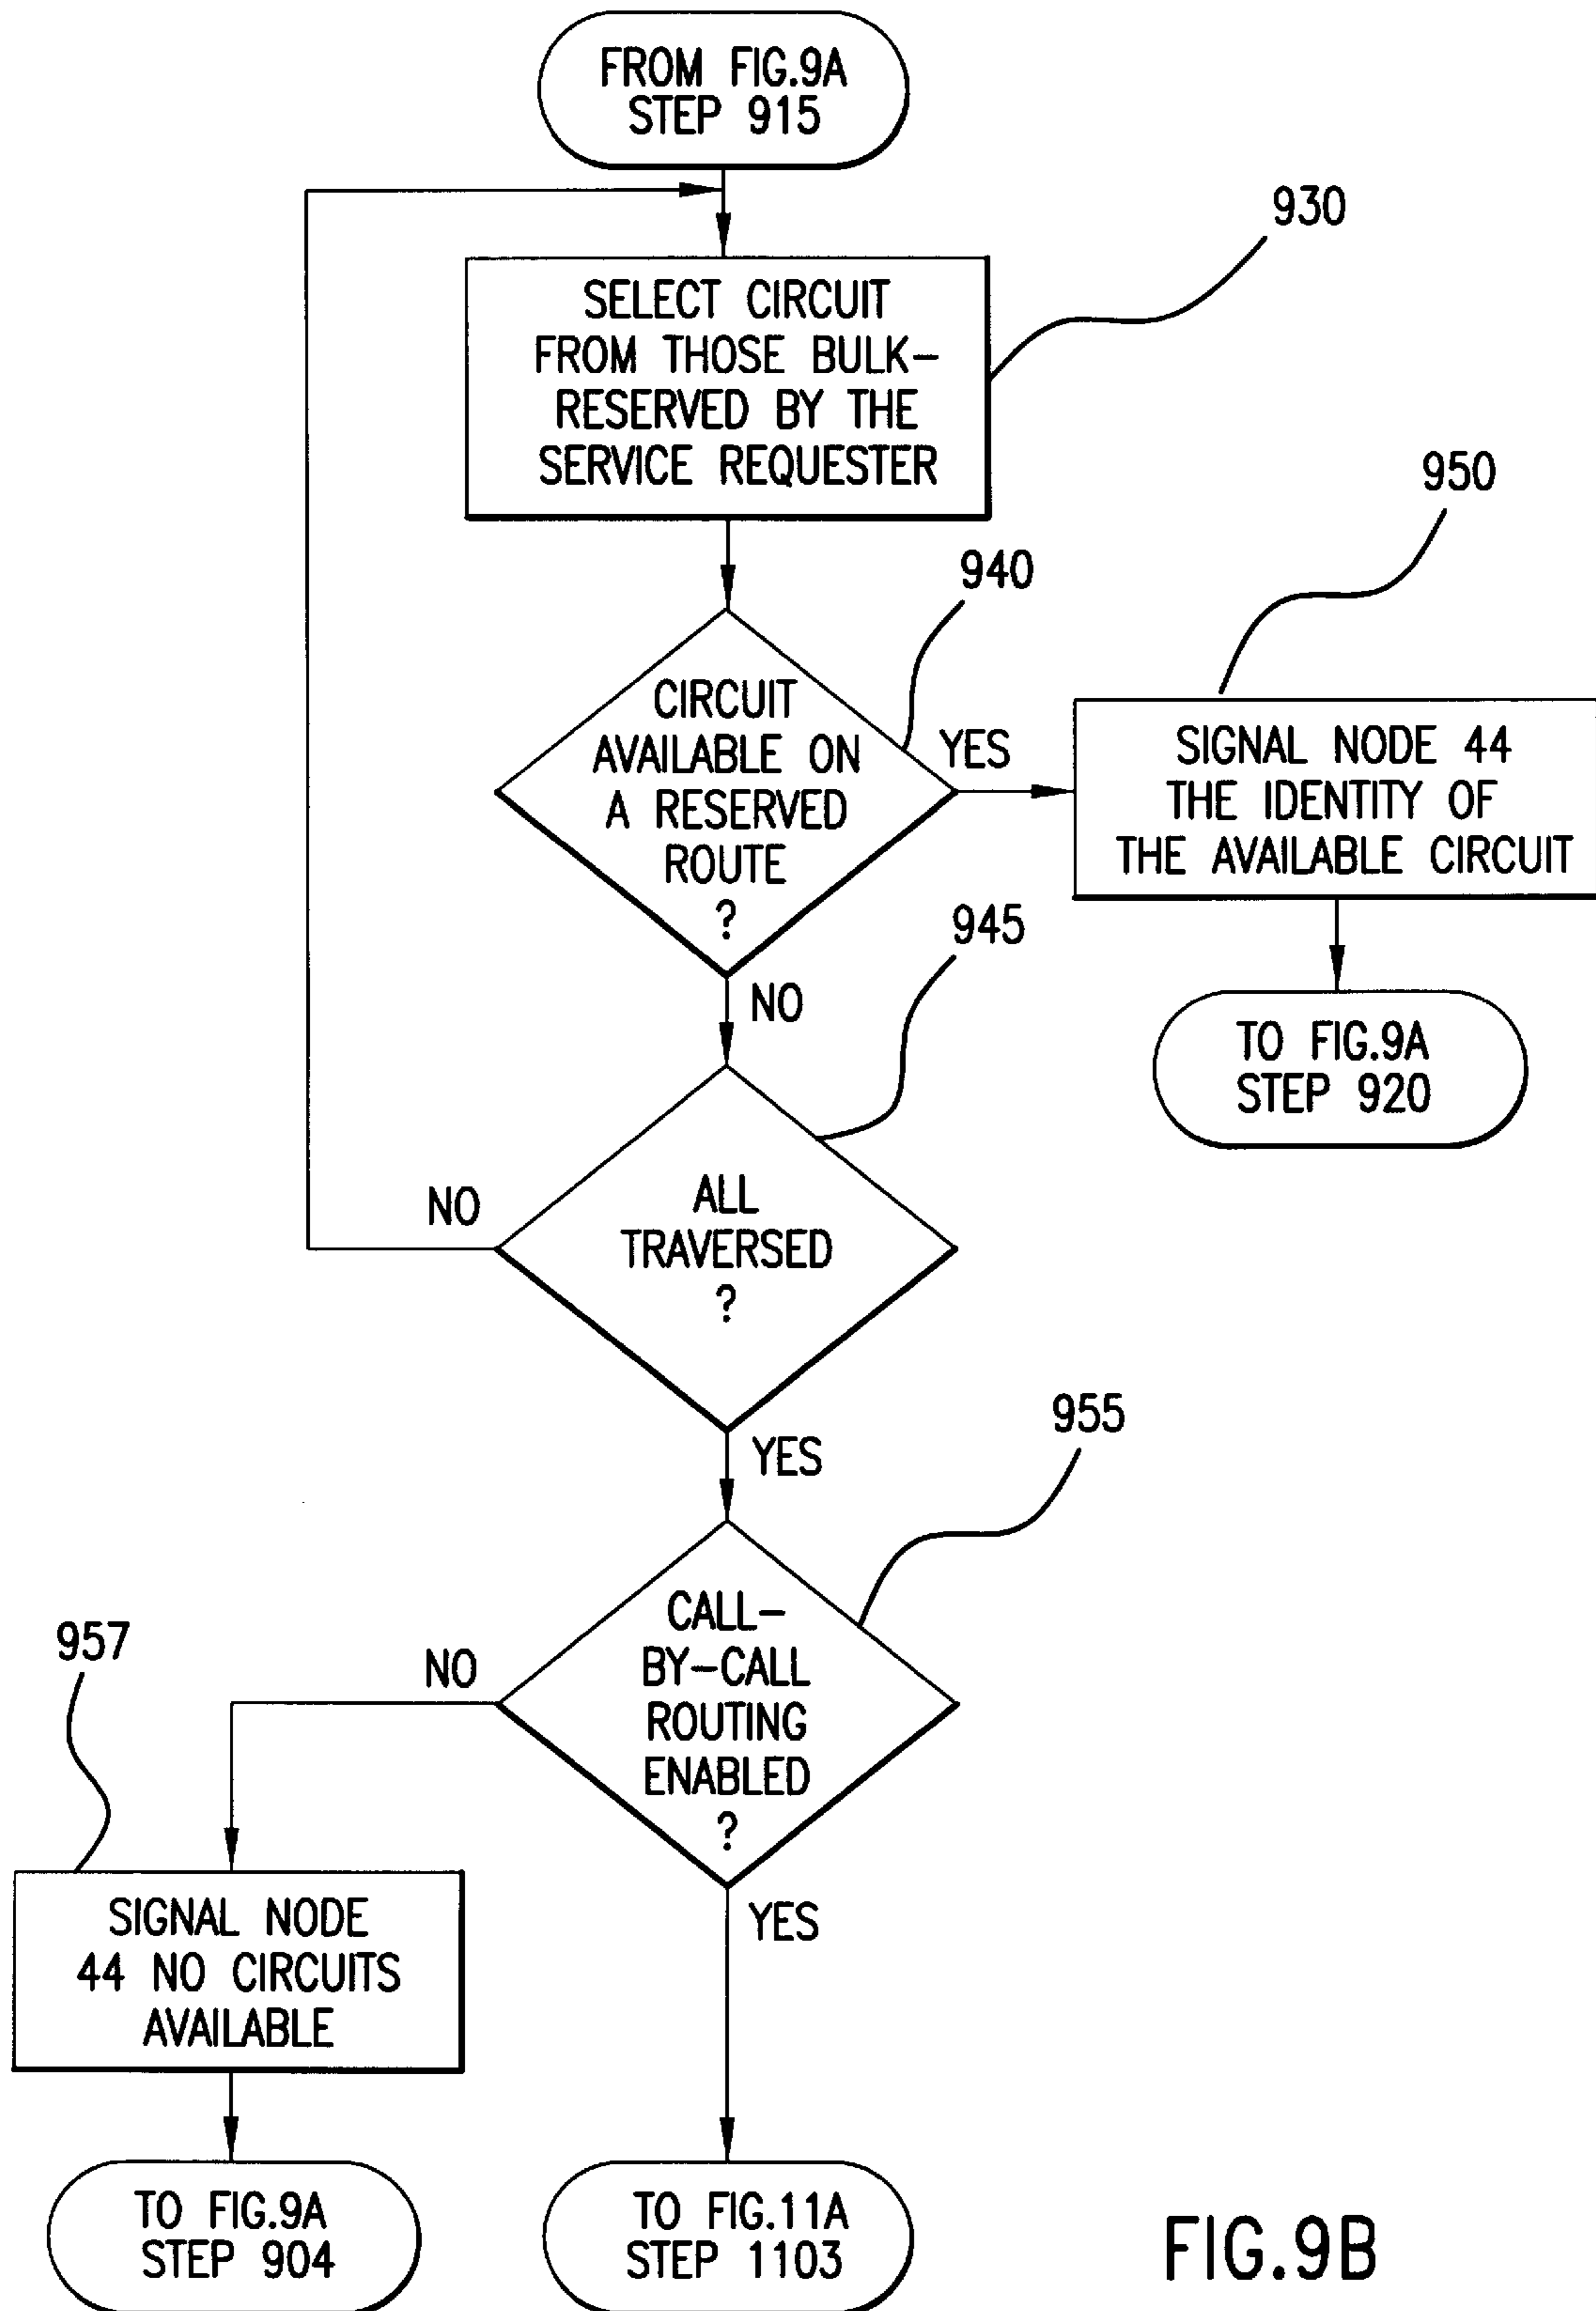 FROM FIG.9A
STEP 915
930
SELECT CIRCUIT
FROM THOSE BULK-
RESERVED BY THE
SERVICE REQUESTER
950
940
CIRCUIT
AVAILABLE ON
A RESERVED
ROUTE
?
YES
SIGNAL NODE 44
THE IDENTITY OF
THE AVAILABLE CIRCUIT
NO
945
TO FIG.9A
STEP 920
NO
ALL
TRAVERSED
?
YES
955
957
NO
CALL-
BY-CALL
ROUTING
ENABLED
?
SIGNAL NODE
44 NO CIRCUITS
AVAILABLE
YES
TO FIG.9A
STEP 904
TO FIG.11A
STEP 1103
FIG.9B